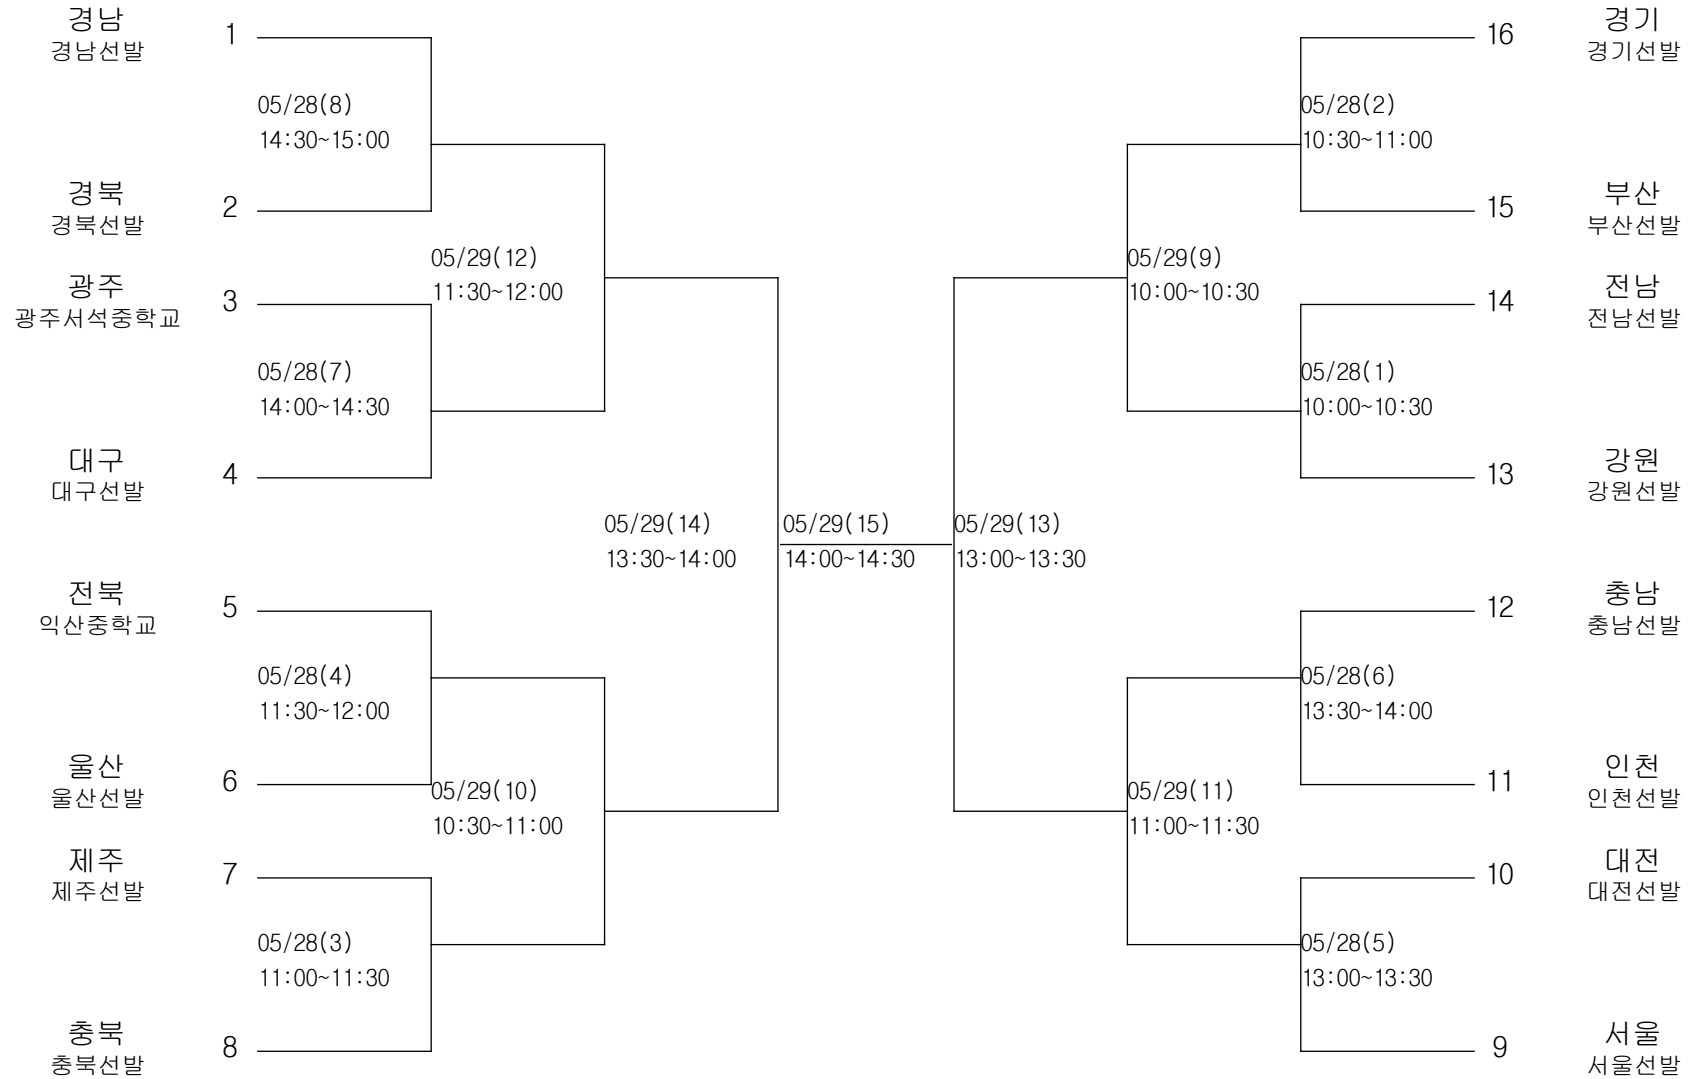 경남
경남선발
1
16
경기
경기선발
05/28(8)
14:30~15:00
05/28(2)
10:30~11:00
경북
경북선발
2
15
부산
부산선발
05/29(12)
11:30~12:00
05/29(9)
10:00~10:30
광주
광주서석중학교
3
14
전남
전남선발
05/28(7)
14:00~14:30
05/28(1)
10:00~10:30
대구
대구선발
4
13
강원
강원선발
05/29(14)
13:30~14:00
05/29(15)
14:00~14:30
05/29(13)
13:00~13:30
전북
익산중학교
5
12
충남
충남선발
05/28(4)
11:30~12:00
05/28(6)
13:30~14:00
울산
울산선발
6
11
인천
인천선발
05/29(10)
10:30~11:00
05/29(11)
11:00~11:30
제주
제주선발
7
10
대전
대전선발
05/28(3)
11:00~11:30
05/28(5)
13:00~13:30
충북
충북선발
8
9
서울
서울선발